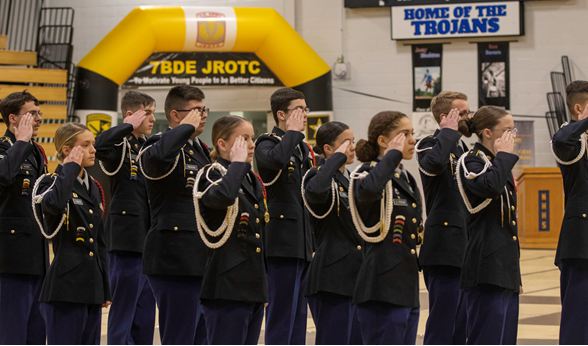 HOME OF THE TROJANS
7BDE JROTC
"To Motivate Young People to be Better Citizens"